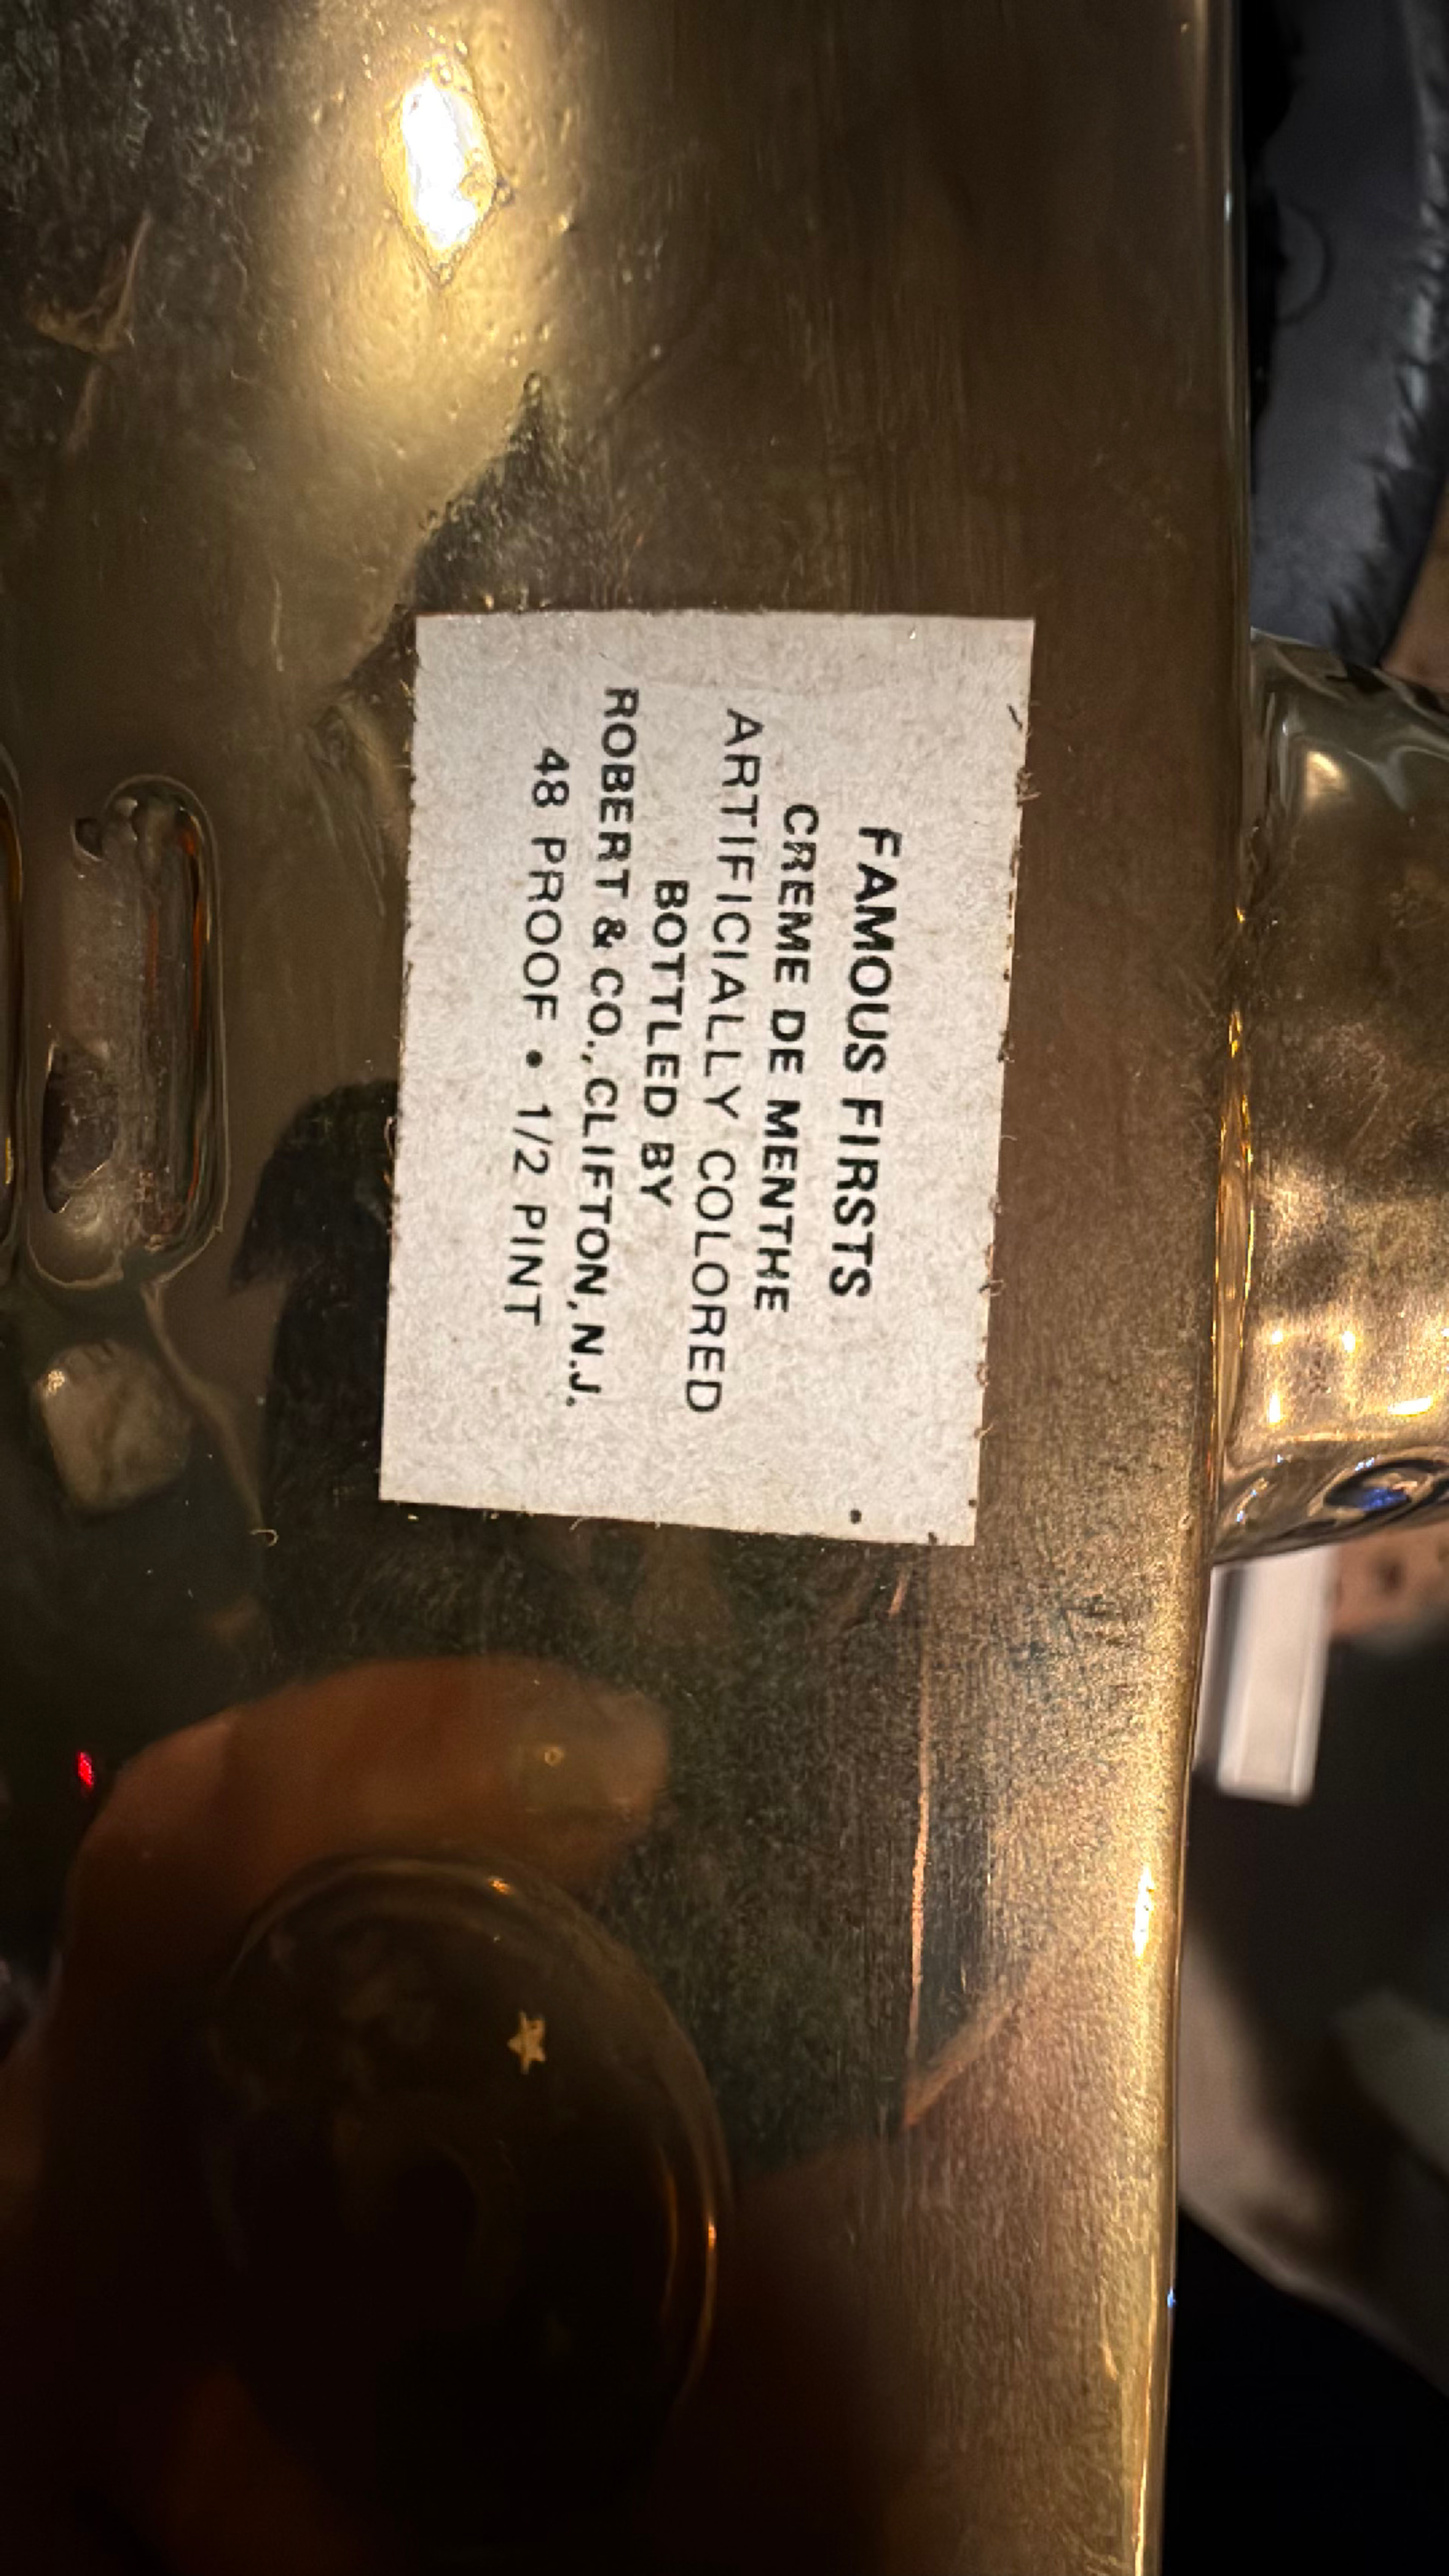 FAMOUS FIRSTS
CREME DE MENTHE
ARTIFICIALLY COLORED
BOTTLED BY
ROBERT & CO., CLIFTON, N.J.
48 PROOF • 1/2 PINT